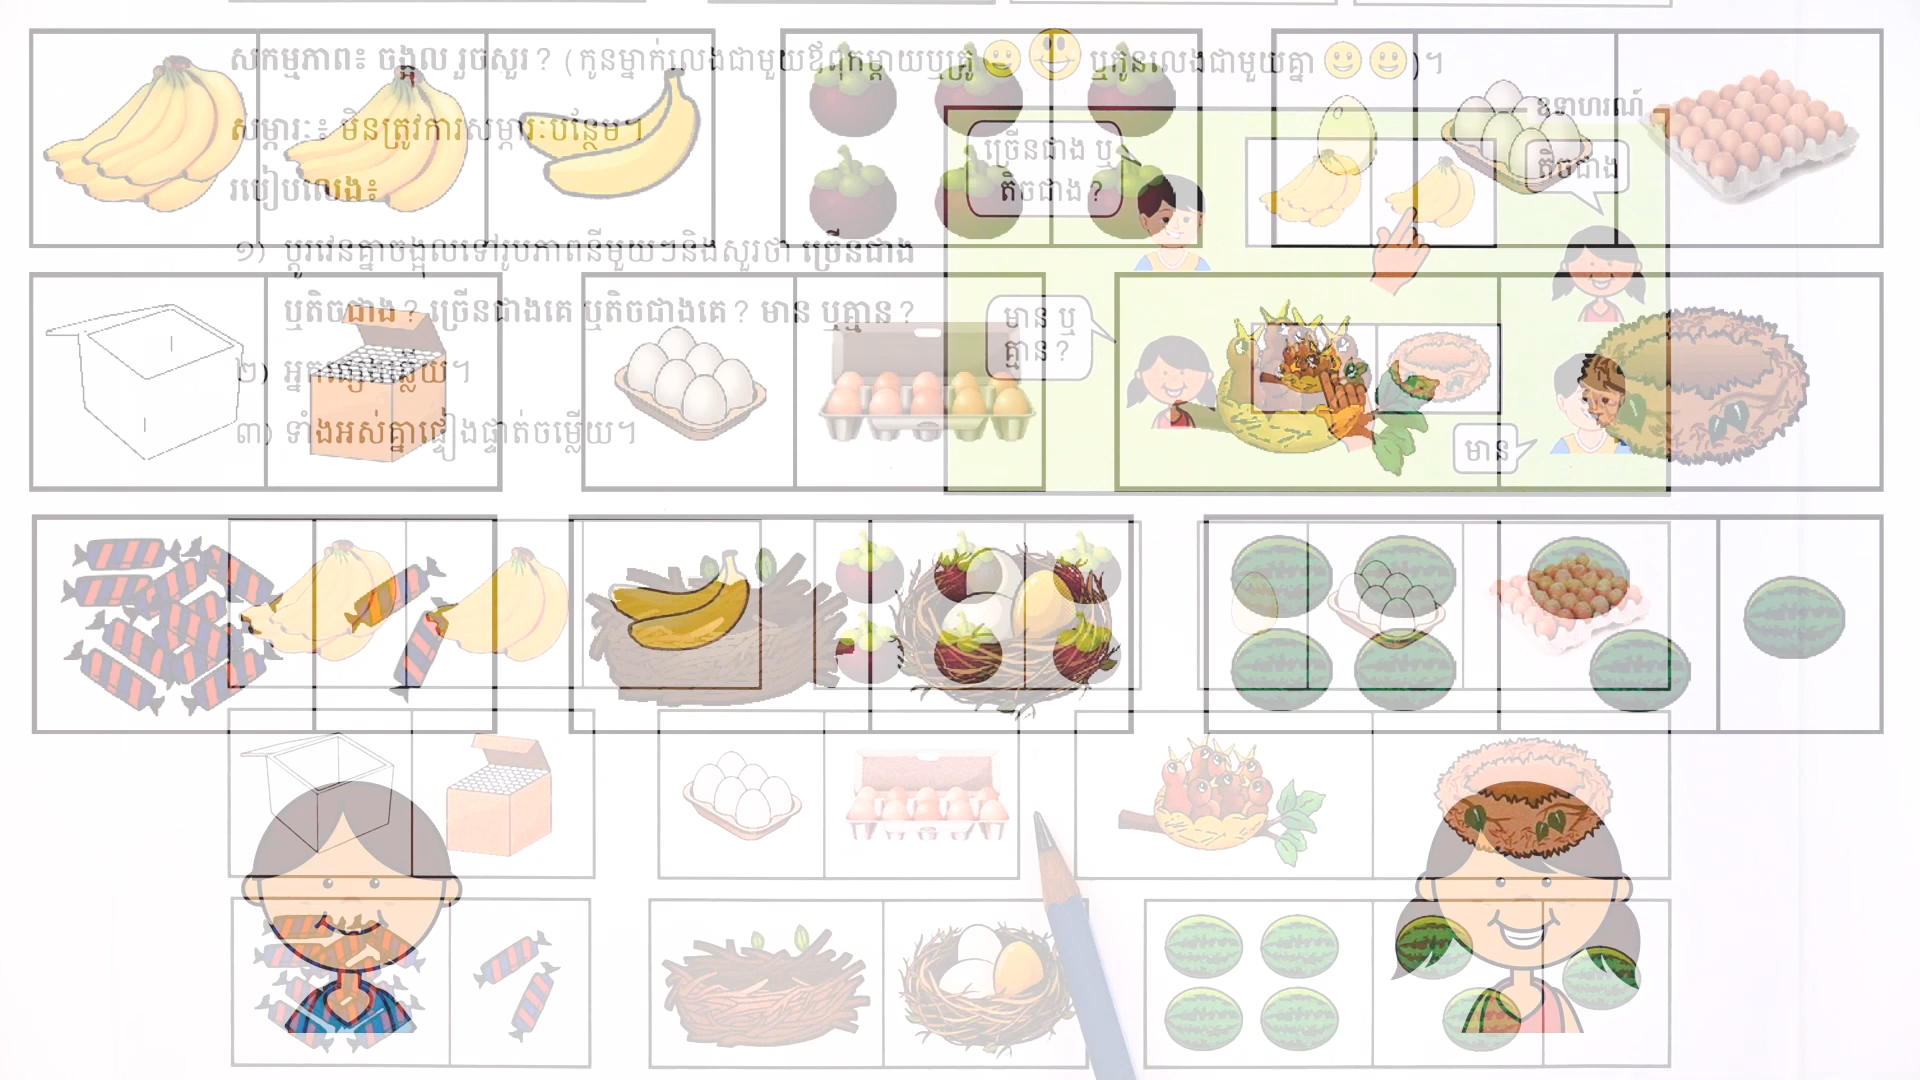 សកម្មភាព៖ ចង្អុល រួចសួរ? (កូនម្នាក់លេងជាមួយឪពុកម្ដាយឬគ្រូ ឬកូនលេងជាមួយគ្នា )។
សម្ភារៈ៖ មិនត្រូវការសម្ភារៈបន្ថែម។
របៀបលេង៖
១) ប្ដូរវេនគ្នាចង្អុលទៅរូបភាពនីមួយៗនិងសួរថា ច្រើនជាង
ឬតិចជាង? ច្រើនជាងគេ ឬតិចជាងគេ? មាន ឬគ្មាន?
២) អ្នក
៣) ទាំងអស់គ្នាផ្ទៀងផ្ទាត់ចម្លើយ។
ឧទាហរណ៍
ច្រើនជាង ឬ
តិចជាង?
តិចជាង
មាន ឬ
គ្មាន?
មាន